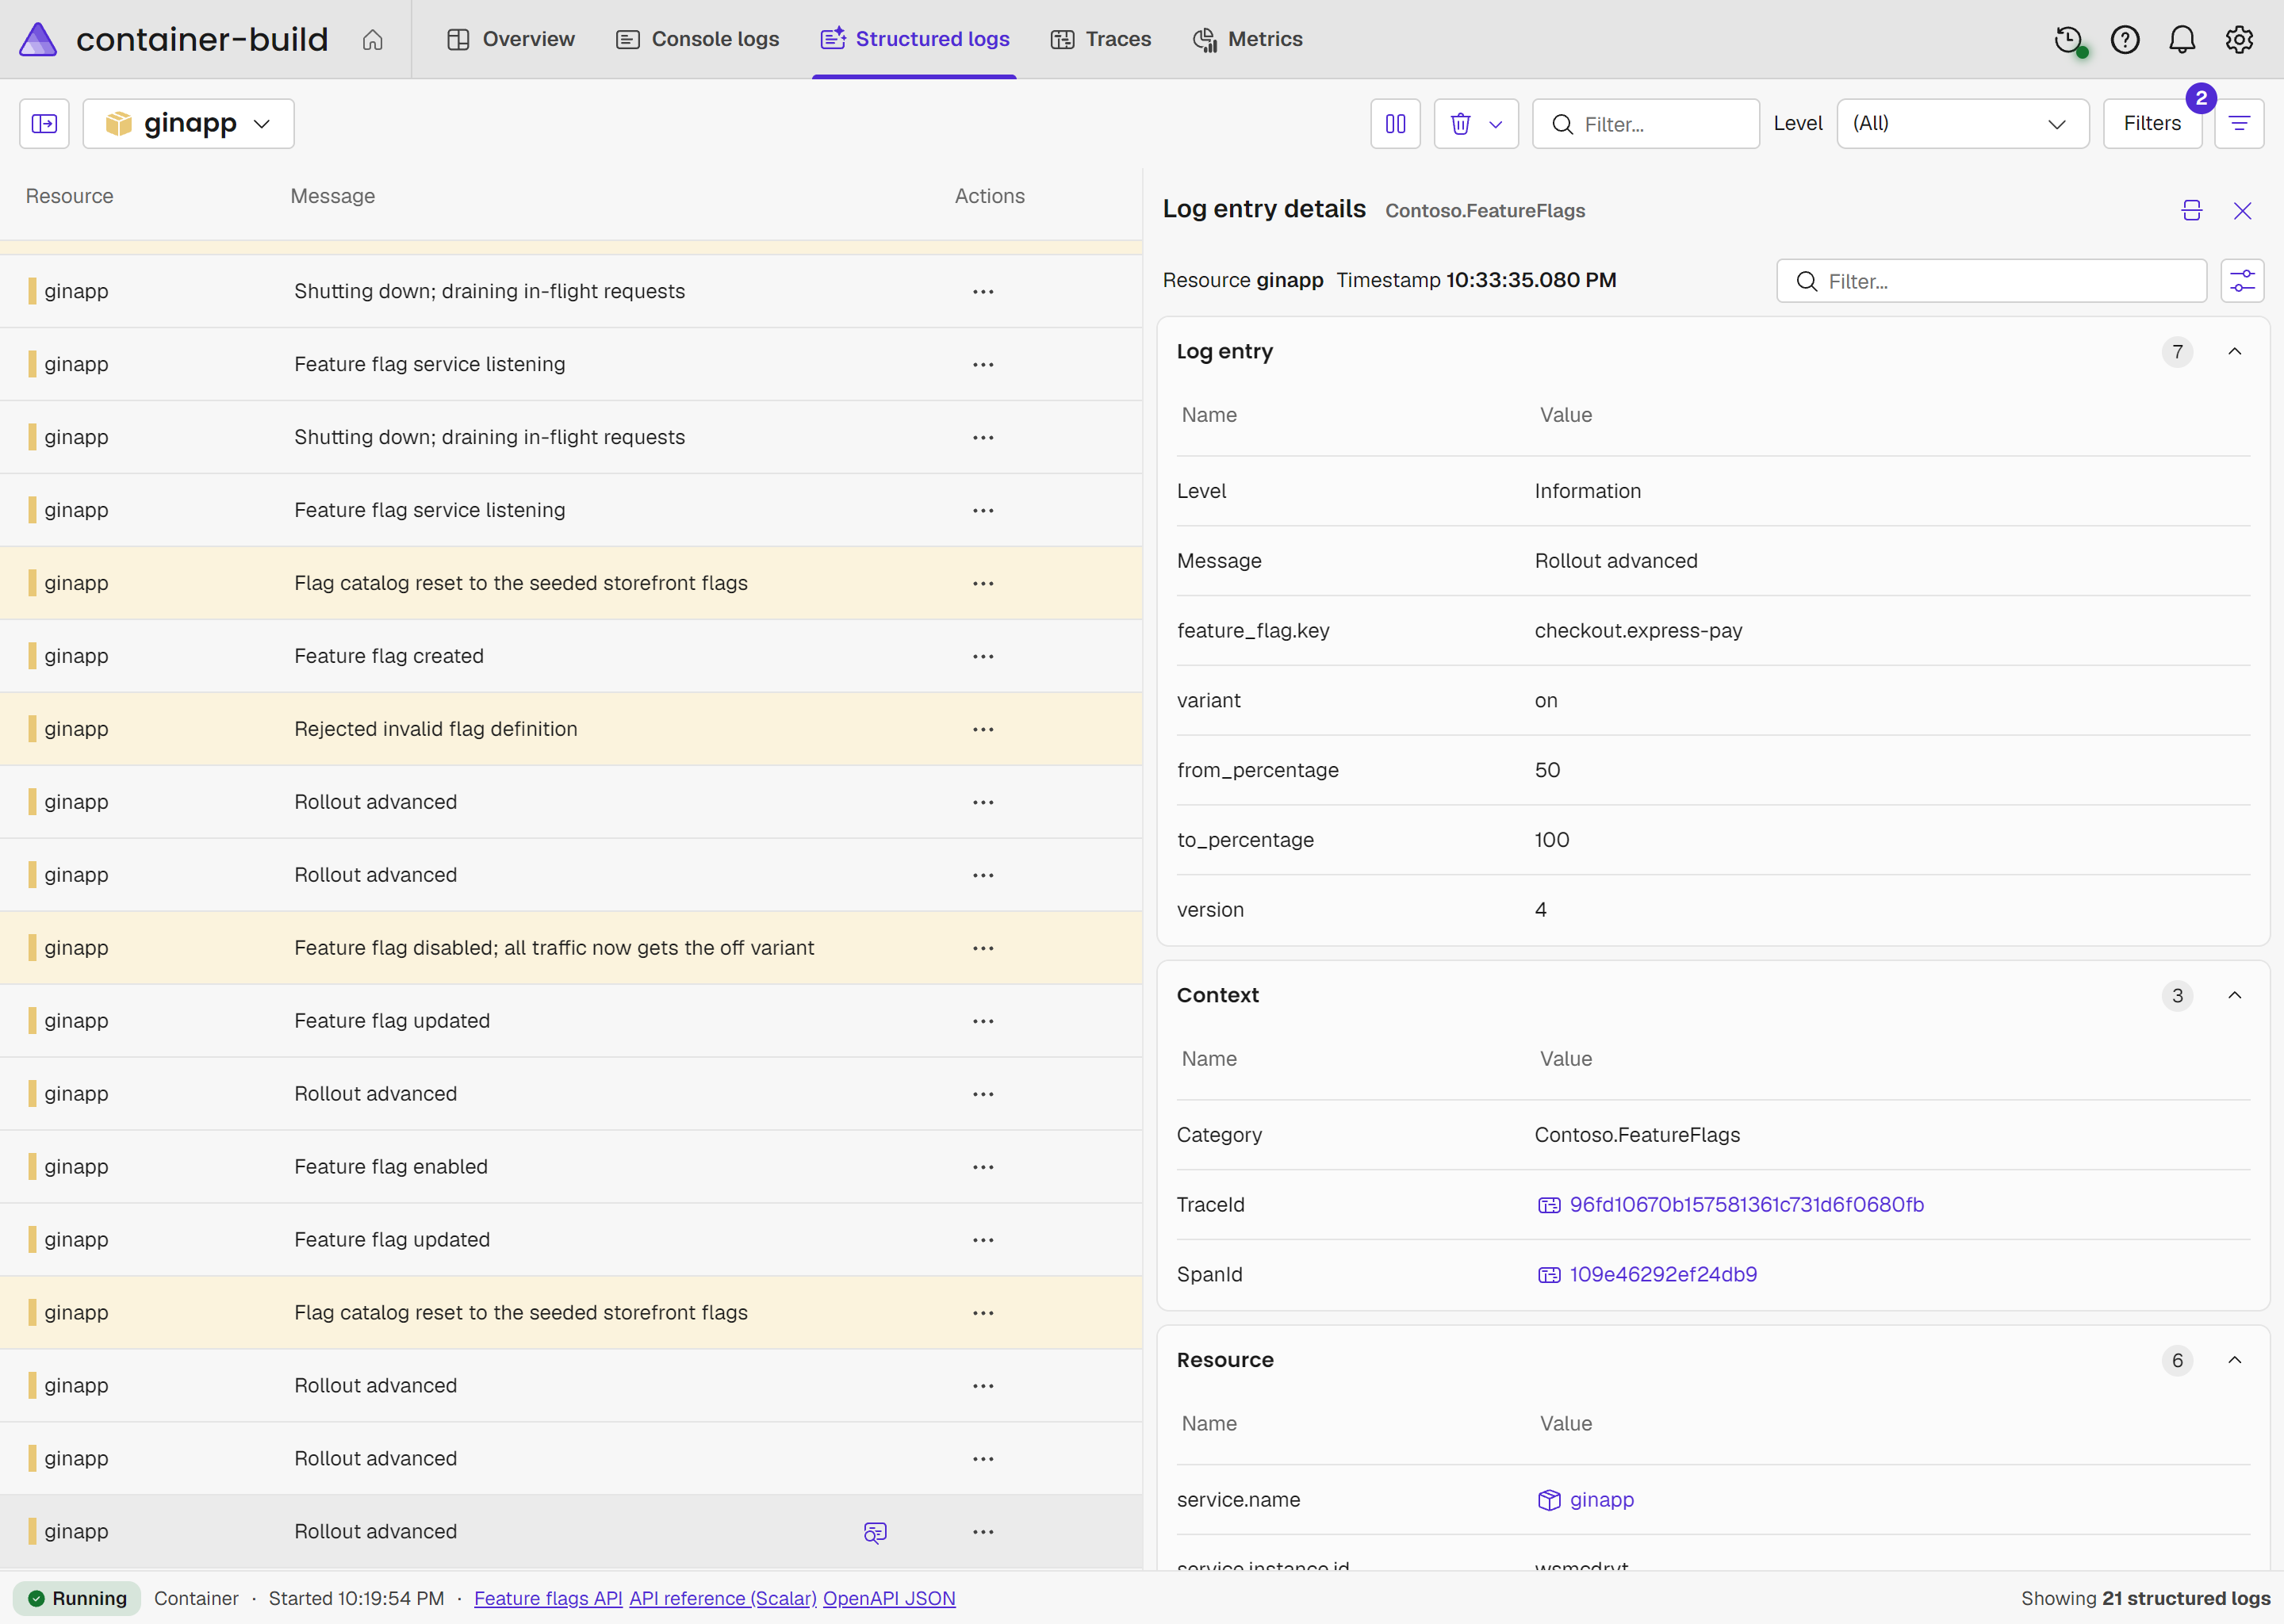 container-build
Overview
Console logs
Structured logs
Traces
Metrics
ginapp
Filter...
Level
(All)
Filters
2
Resource Message Actions
ginapp Shutting down; draining in-flight requests
ginapp Feature flag service listening
ginapp Shutting down; draining in-flight requests
ginapp Feature flag service listening
ginapp Flag catalog reset to the seeded storefront flags
ginapp Feature flag created
ginapp Rejected invalid flag definition
ginapp Rollout advanced
ginapp Rollout advanced
ginapp Feature flag disabled; all traffic now gets the off variant
ginapp Feature flag updated
ginapp Rollout advanced
ginapp Feature flag enabled
ginapp Feature flag updated
ginapp Flag catalog reset to the seeded storefront flags
ginapp Rollout advanced
ginapp Rollout advanced
ginapp Rollout advanced
Log entry details Contoso.FeatureFlags
Resource ginapp Timestamp 10:33:35.080 PM
Filter...
Log entry 7
Name Value
Level Information
Message Rollout advanced
feature_flag.key checkout.express-pay
variant on
from_percentage 50
to_percentage 100
version 4
Context 3
Name Value
Category Contoso.FeatureFlags
TraceId 96fd10670b157581361c731d6f0680fb
SpanId 109e46292ef24db9
Resource 6
Name Value
service.name ginapp
service.instance.id
Running Container · Started 10:19:54 PM · Feature flags API API reference (Scalar) OpenAPI JSON
Showing 21 structured logs